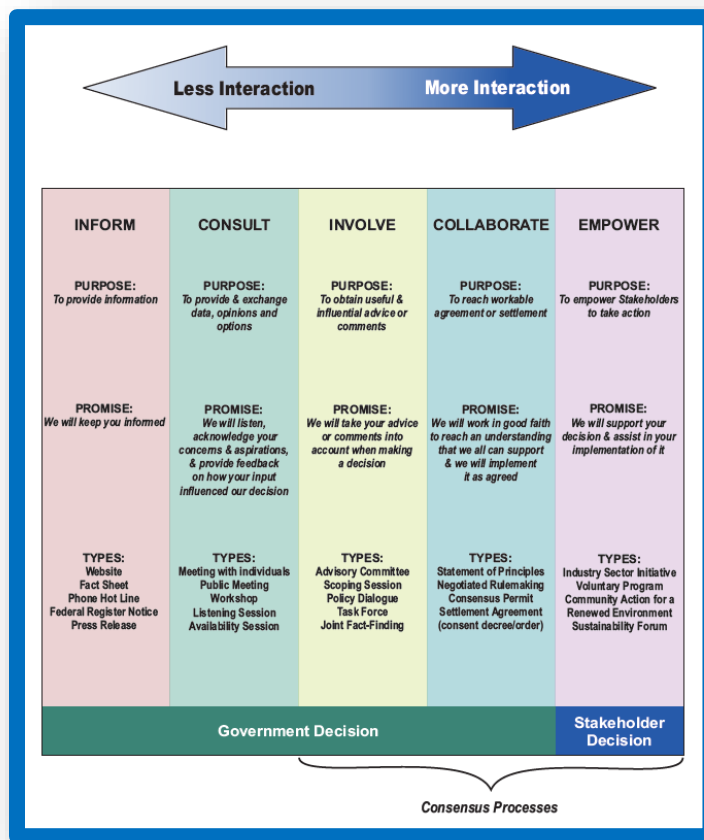 Less Interaction
More Interaction
INFORM
PURPOSE:
To provide information
PROMISE:
We will keep you informed
TYPES:
Website
Fact Sheet
Phone Hot Line
Federal Register Notice
Press Release
CONSULT
PURPOSE:
To provide & exchange
data, opinions and
options
PROMISE:
We will listen,
acknowledge your
concerns & aspirations,
& provide feedback
on how your input
influenced our decision
TYPES:
Meeting with individuals
Public Meeting
Workshop
Listening Session
Availability Session
INVOLVE
PURPOSE:
To obtain useful &
influential advice or
comments
PROMISE:
We will take your advice
or comments into
account when making
a decision
TYPES:
Advisory Committee
Scoping Session
Policy Dialogue
Task Force
Joint Fact-Finding
COLLABORATE
PURPOSE:
To reach workable
agreement or settlement
PROMISE:
We will work in good faith
to reach an understanding
that we all can support
& we will implement
it as agreed
TYPES:
Statement of Principles
Negotiated Rulemaking
Consensus Permit
Settlement Agreement
(consent decree/order)
EMPOWER
PURPOSE:
To empower Stakeholders
to take action
PROMISE:
We will support your
decision & assist in your
implementation of it
TYPES:
Industry Sector Initiative
Voluntary Program
Community Action for a
Renewed Environment
Sustainability Forum
Government Decision
Stakeholder
Decision
Consensus Processes